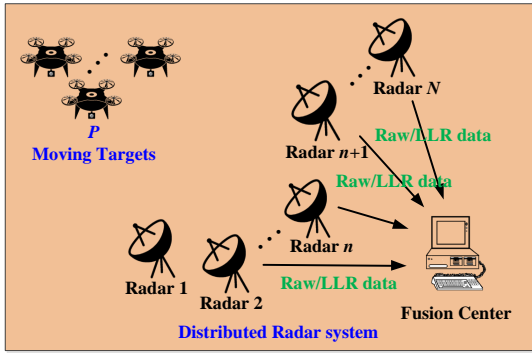 P
Moving Targets
Radar N
Raw/LLR data
Radar n+1
Raw/LLR data
Radar n
Radar 1
Radar 2
Raw/LLR data
Fusion Center
Distributed Radar system